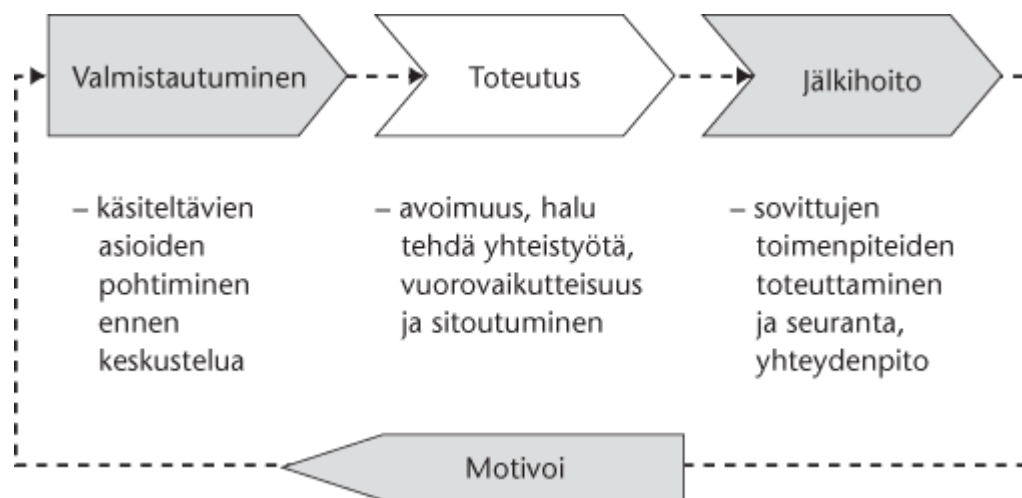 Valmistautuminen
Toteutus
Jälkihoito
– käsiteltävien
asioiden
pohtiminen
ennen
keskustelua
– avoimuus, halu
tehdä yhteistyötä,
vuorovaikutteisuus
ja sitoutuminen
– sovittujen
toimenpiteiden
toteuttaminen
ja seuranta,
yhteydenpito
Motivoi